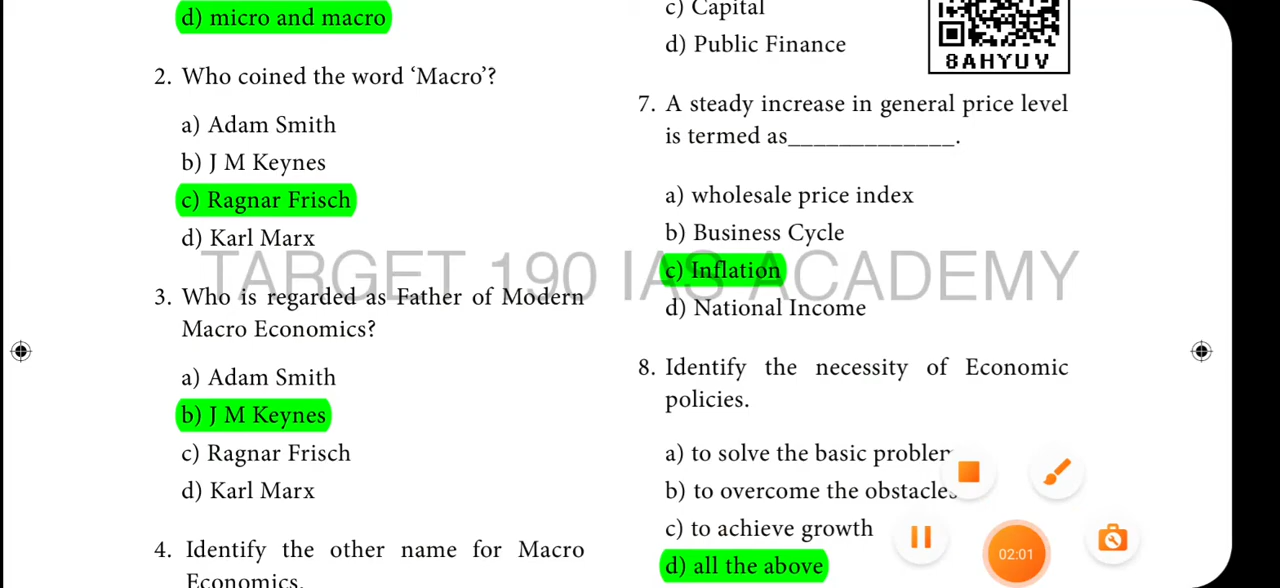 d) micro and macro
2. Who coined the word ‘Macro’?
a) Adam Smith
b) J M Keynes
c) Ragnar Frisch
d) Karl Marx
3. Who is regarded as Father of Modern
Macro Economics?
a) Adam Smith
b) J M Keynes
c) Ragnar Frisch
d) Karl Marx
4. Identify the other name for Macro
Economics.
c) Capital
d) Public Finance
8AHYUV
7. A steady increase in general price level
is termed as_____________.
a) wholesale price index
b) Business Cycle
c) Inflation
d) National Income
8. Identify the necessity of Economic
policies.
a) to solve the basic problem
b) to overcome the obstacles
c) to achieve growth
d) all the above
TARGET 190 IAS ACADEMY
02:01